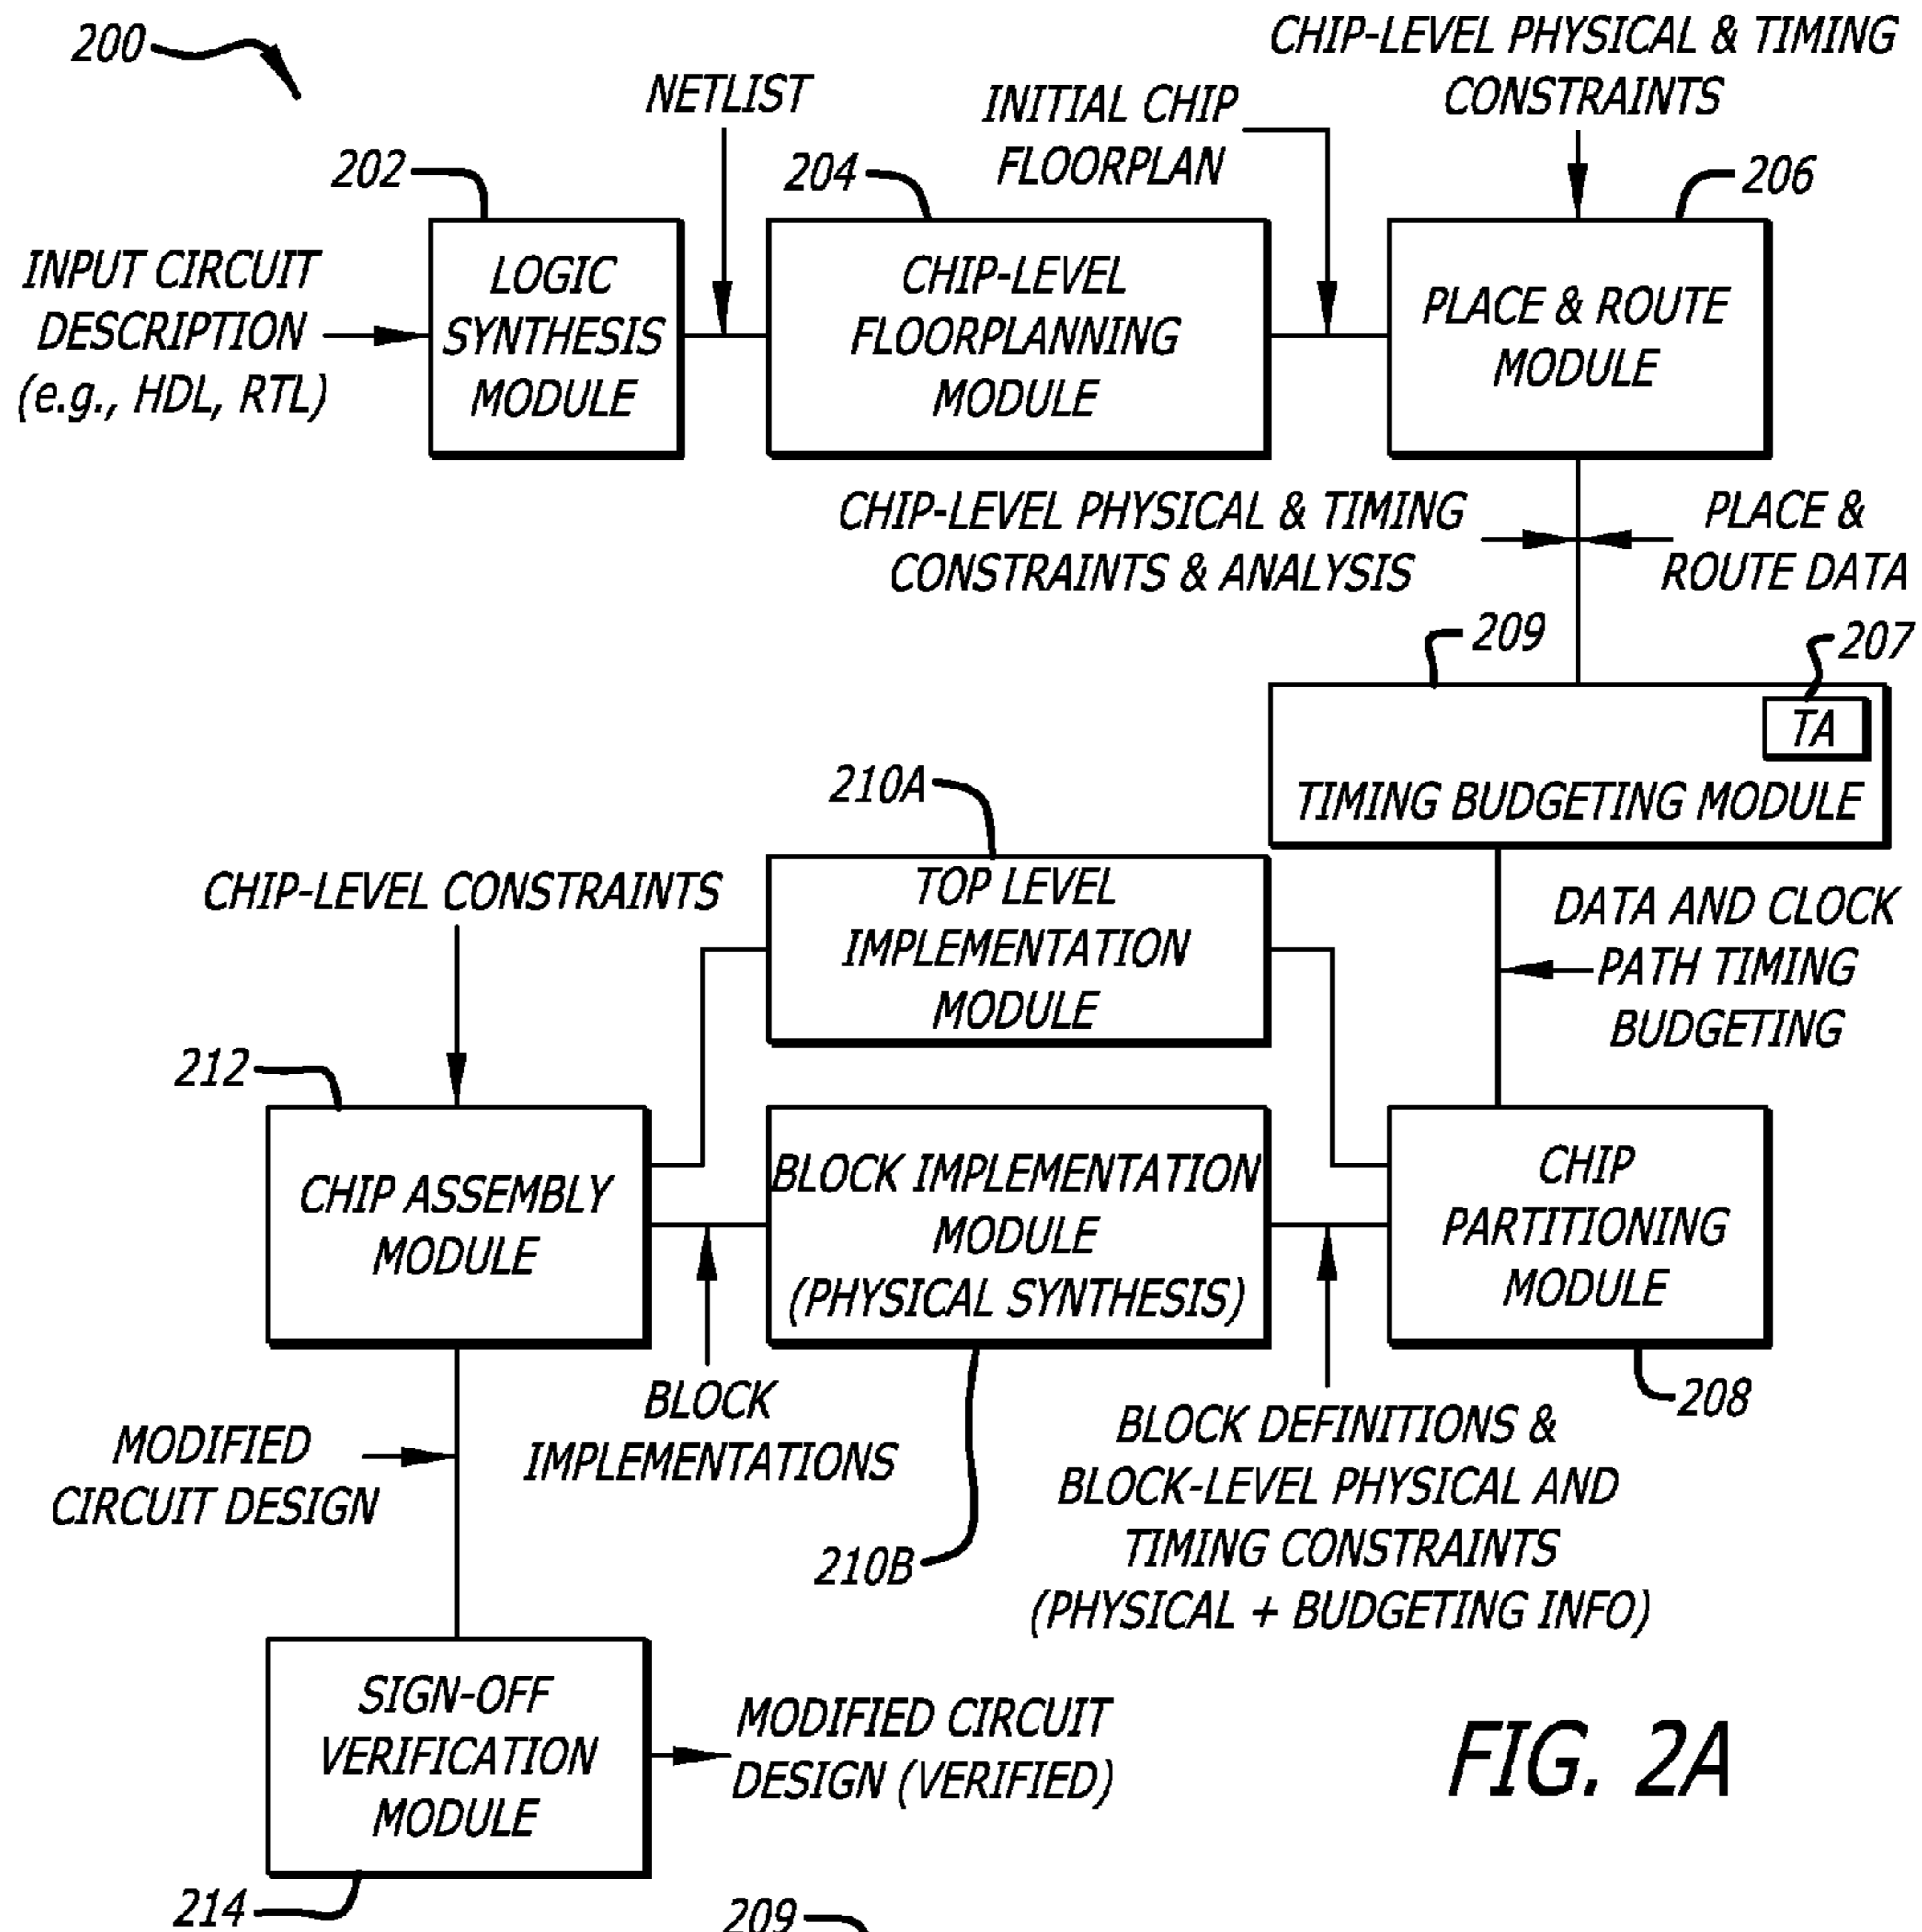 200
CHIP-LEVEL PHYSICAL & TIMING
CONSTRAINTS
NETLIST
INITIAL CHIP
FLOORPLAN
202
204
206
INPUT CIRCUIT
DESCRIPTION
(e.g., HDL, RTL)
LOGIC
SYNTHESIS
MODULE
CHIP-LEVEL
FLOORPLANNING
MODULE
PLACE & ROUTE
MODULE
CHIP-LEVEL PHYSICAL & TIMING
CONSTRAINTS & ANALYSIS
PLACE &
ROUTE DATA
209
207
TA
TIMING BUDGETING MODULE
210A
CHIP-LEVEL CONSTRAINTS
TOP LEVEL
IMPLEMENTATION
MODULE
DATA AND CLOCK
PATH TIMING
BUDGETING
212
CHIP ASSEMBLY
MODULE
BLOCK IMPLEMENTATION
MODULE
(PHYSICAL SYNTHESIS)
CHIP
PARTITIONING
MODULE
208
BLOCK
IMPLEMENTATIONS
MODIFIED
CIRCUIT DESIGN
210B
BLOCK DEFINITIONS &
BLOCK-LEVEL PHYSICAL AND
TIMING CONSTRAINTS
(PHYSICAL + BUDGETING INFO)
SIGN-OFF
VERIFICATION
MODULE
MODIFIED CIRCUIT
DESIGN (VERIFIED)
FIG. 2A
214
209